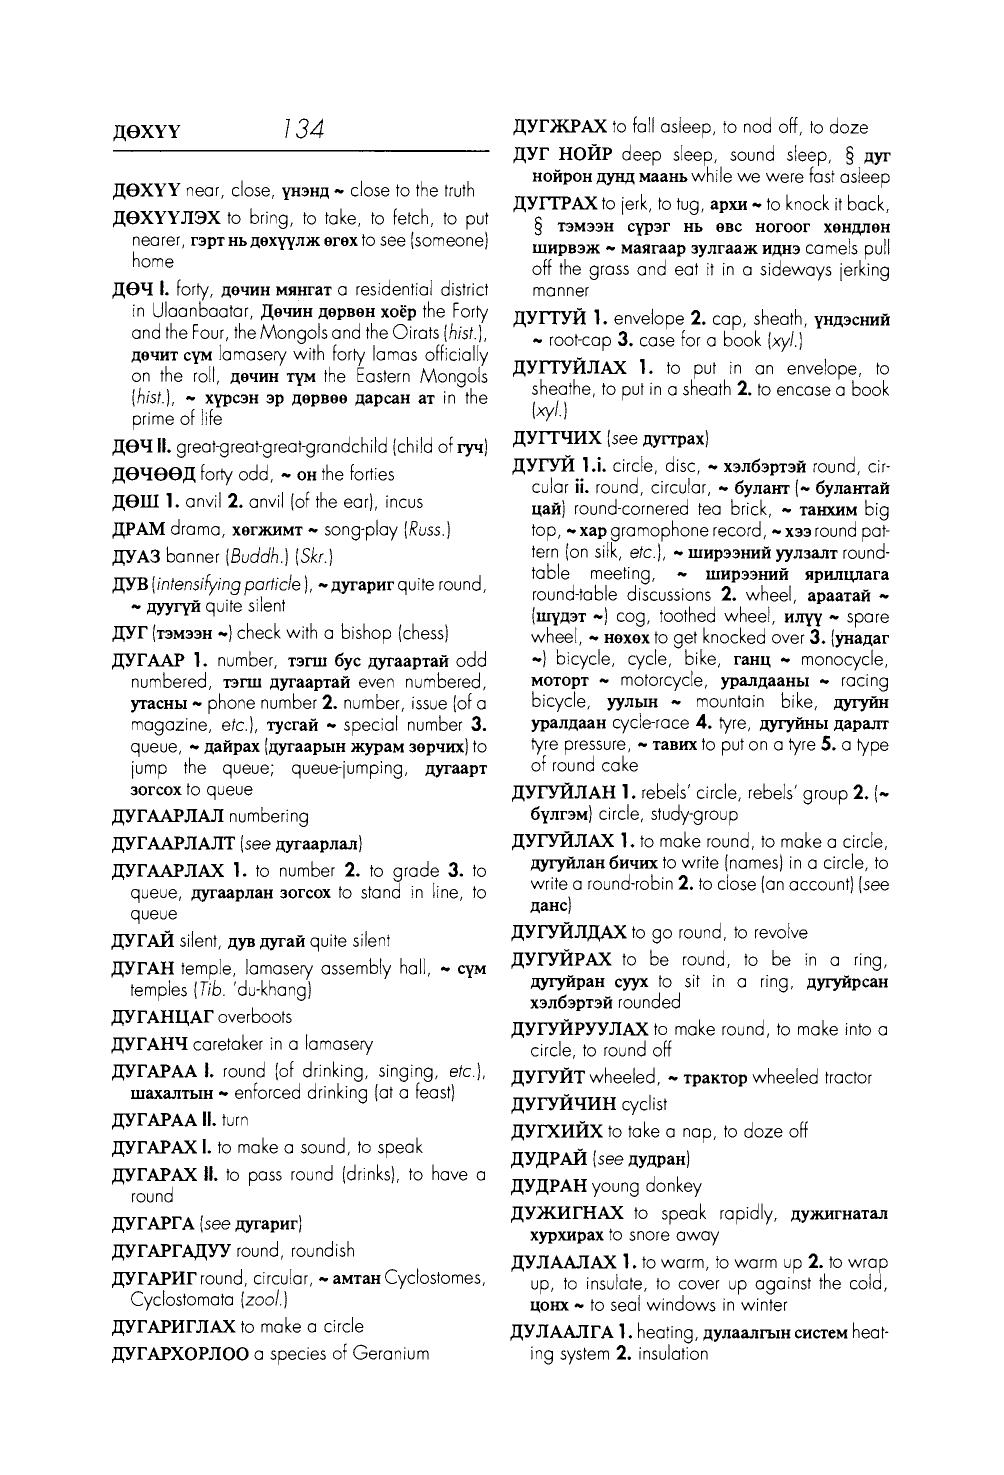 ДӨХҮҮ 134
ДӨХҮҮ near, close, үнэнд ~ close to the truth
ДӨХҮҮЛЭХ to bring, to take, to fetch, to put
nearer, гэрт нь дөхүүлж өгөх to see (someone)
home
ДӨЧ I. forty, дөчин мянгат a residential district
in Ulaanbaatar, Дөчин дөрвөн хоёр the Forty
and the Four, the Mongols and the Oirats (hist.),
дөчит сүм lamasery with forty lamas officially
on the roll, дөчин түм the Eastern Mongols
(hist.), ~ хүрсэн эр дөрвөө дарсан ат in the
prime of life
ДӨЧ II. great-great-great-grandchild (child of гуч)
ДӨЧӨӨД forty odd, ~ он the forties
ДӨШ 1. anvil 2. anvil (of the ear), incus
ДРАМ drama, хөгжимт ~ song-play (Russ.)
ДУАЗ banner (Buddh.) (Skr.)
ДУВ (intensifying particle), ~ дугариг quite round,
~ дуугүй quite silent
ДУГ (тэмээн ~) check with a bishop (chess)
ДУГААР 1. number, тэгш бус дугаартай odd
numbered, тэгш дугаартай even numbered,
утасны ~ phone number 2. number, issue (of a
magazine, etc.), тусгай ~ special number 3.
queue, ~ дайрах (дугаарын журам зөрчих) to
jump the queue; queue-jumping, дугаарт
зогсох to queue
ДУГААРЛАЛ numbering
ДУГААРЛАЛТ (see дугаарлал)
ДУГААРЛАХ 1. to number 2. to grade 3. to
queue, дугаарлан зогсох to stand in line, to
queue
ДУГАЙ silent, дув дугай quite silent
ДУГАН temple, lamasery assembly hall, ~ сүм
temples (Tib. 'du-khang)
ДУГАНЦАГ overboots
ДУГАНЧ caretaker in a lamasery
ДУГАРАА I. round (of drinking, singing, etc.),
шахалтын ~ enforced drinking (at a feast)
ДУГАРАА II. turn
ДУГАРАХ I. to make a sound, to speak
ДУГАРАХ II. to pass round (drinks), to have a
round
ДУГАРГА (see дугариг)
ДУГАРГАДУУ round, roundish
ДУГАРИГ round, circular, ~ амтан Cyclostomes,
Cyclostomata (zool.)
ДУГАРИГЛАХ to make a circle
ДУГАРХОРЛОО a species of Geranium
ДУГЖРАХ to fall asleep, to nod off, to doze
ДУГ НОЙР deep sleep, sound sleep, § дуг
нойрон дунд маань while we were fast asleep
ДУГТРАХ to jerk, to tug, архи ~ to knock it back,
§ тэмээн сүрэг нь өвс ногоог хөндлөн
ширвэж ~ маягаар зулгааж иднэ camels pull
off the grass and eat it in a sideways jerking
manner
ДУГТУЙ 1. envelope 2. cap, sheath, үндэсний
~ root-cap 3. case for a book (xyl.)
ДУГТУЙЛАХ 1. to put in an envelope, to
sheathe, to put in a sheath 2. to encase a book
(xyl.)
ДУГТЧИХ (see дугтрах)
ДУГУЙ 1.i. circle, disc, ~ хэлбэртэй round, cir-
cular ii. round, circular, ~ булант (~ булантай
цай) round-cornered tea brick, ~ танхим big
top, ~ хар gramophone record, ~ хээ round pat-
tern (on silk, etc.), ~ ширээний уулзалт round-
table meeting, ~ ширээний ярилцлага
round-table discussions 2. wheel, араатай ~
(шүдэт ~) cog, toothed wheel, илүү ~ spare
wheel, ~ нөхөх to get knocked over 3. (унадаг
~) bicycle, cycle, bike, ганц ~ monocycle,
моторт ~ motorcycle, уралдааны ~ racing
bicycle, уулын ~ mountain bike, дугуйн
уралдаан cycle-race 4. tyre, дугуйны даралт
tyre pressure, ~ тавих to put on a tyre 5. a type
of round cake
ДУГУЙЛАН 1. rebels' circle, rebels' group 2. (~
бүлгэм) circle, study-group
ДУГУЙЛАХ 1. to make round, to make a circle,
дугуйлан бичих to write (names) in a circle, to
write a round-robin 2. to close (an account) (see
данс)
ДУГУЙЛДАХ to go round, to revolve
ДУГУЙРАХ to be round, to be in a ring,
дугуйран суух to sit in a ring, дугуйрсан
хэлбэртэй rounded
ДУГУЙРУУЛАХ to make round, to make into a
circle, to round off
ДУГУЙТ wheeled, ~ трактор wheeled tractor
ДУГУЙЧИН cyclist
ДУГХИЙХ to take a nap, to doze off
ДУДРАЙ (see дудран)
ДУДРАН young donkey
ДУЖИГНАХ to speak rapidly, дужигнатал
хурхирах to snore away
ДУЛААЛАХ 1. to warm, to warm up 2. to wrap
up, to insulate, to cover up against the cold,
цонх ~ to seal windows in winter
ДУЛААЛГА 1. heating, дулаалгын систем heat-
ing system 2. insulation